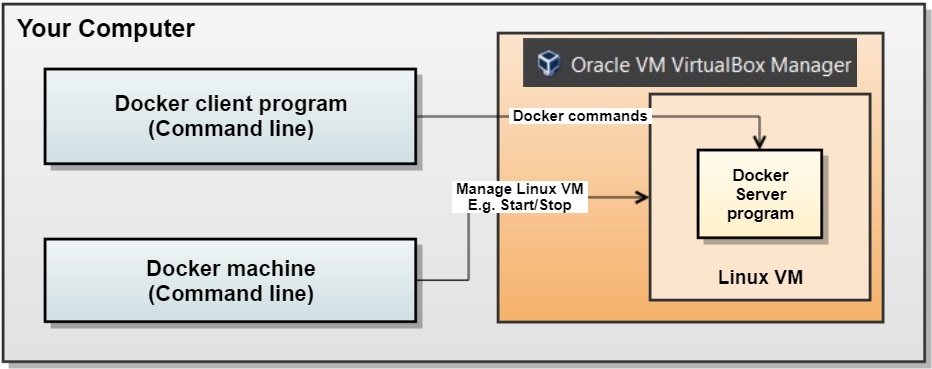 Your Computer
Oracle VM VirtualBox Manager
Docker client program
(Command line)
Docker commands
Docker
Server
program
Manage Linux VM
E.g. Start/Stop
Docker machine
(Command line)
Linux VM